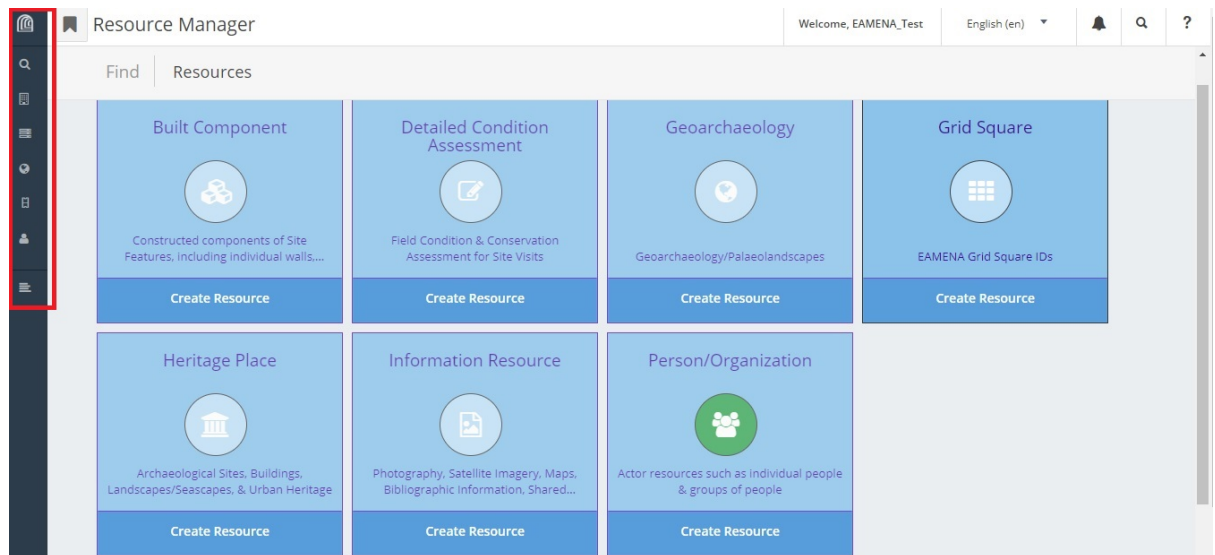 Resource Manager
Welcome, EAMENA_Test
English (en)
?
Find
Resources
Built Component
Constructed components of Site
Features, including individual walls,...
Create Resource
Detailed Condition
Assessment
Field Condition & Conservation
Assessment for Site Visits
Create Resource
Geoarchaeology
Geoarchaeology/Palaeolandscapes
Create Resource
Grid Square
EAMENA Grid Square IDs
Create Resource
Heritage Place
Archaeological Sites, Buildings,
Landscapes/Seascapes, & Urban Heritage
Create Resource
Information Resource
Photography, Satellite Imagery, Maps,
Bibliographic Information, Shared...
Create Resource
Person/Organization
Actor resources such as individual people
& groups of people
Create Resource